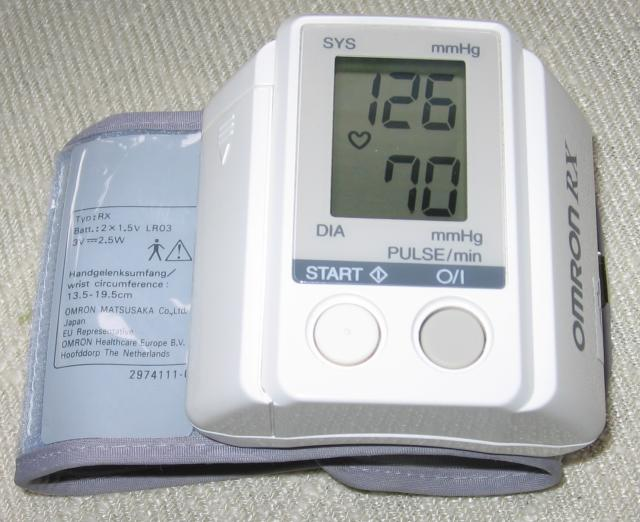 SYS mmHg
126
70
DIA mmHg
PULSE/min
START O/I
OMRON RX
Typ: RX
Batt.: 2×1.5v LR03
3v⎓2.5W
Handgelenksumfang/
wrist circumference:
13.5-19.5cm
OMRON MATSUSAKA Co.,Ltd.
Japan
EU Representative
OMRON Healthcare Europe B.V.
Hoofddorp The Netherlands